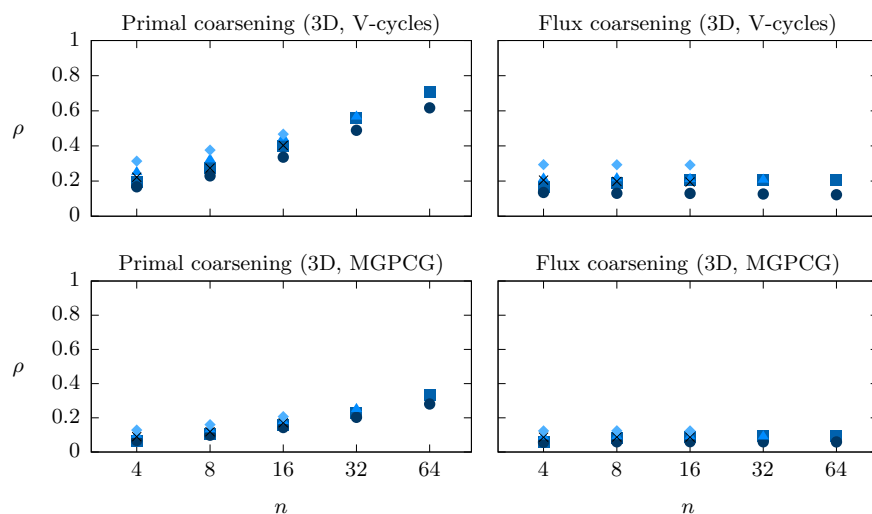 Primal coarsening (3D, V-cycles)
Flux coarsening (3D, V-cycles)
1
0.8
0.6
ρ
0.4
0.2
0
Primal coarsening (3D, MGPCG)
Flux coarsening (3D, MGPCG)
1
0.8
0.6
ρ
0.4
0.2
0
4 8 16 32 64
4 8 16 32 64
n
n